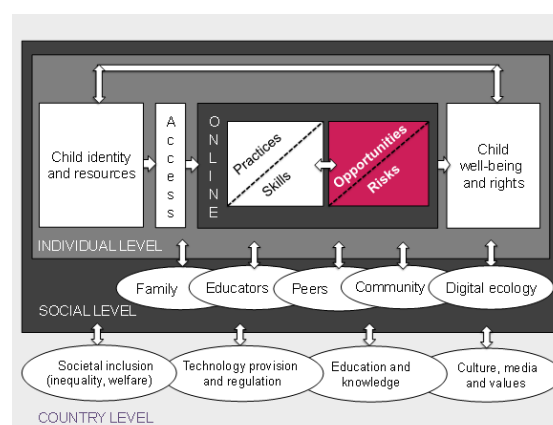 Child identity
and resources
Access
ONLINE
Practices
Skills
Opportunities
Risks
Child
well-being
and rights
INDIVIDUAL LEVEL
Family
Educators
Peers
Community
Digital ecology
SOCIAL LEVEL
Societal inclusion
(inequality, welfare)
Technology provision
and regulation
Education and
knowledge
Culture, media
and values
COUNTRY LEVEL